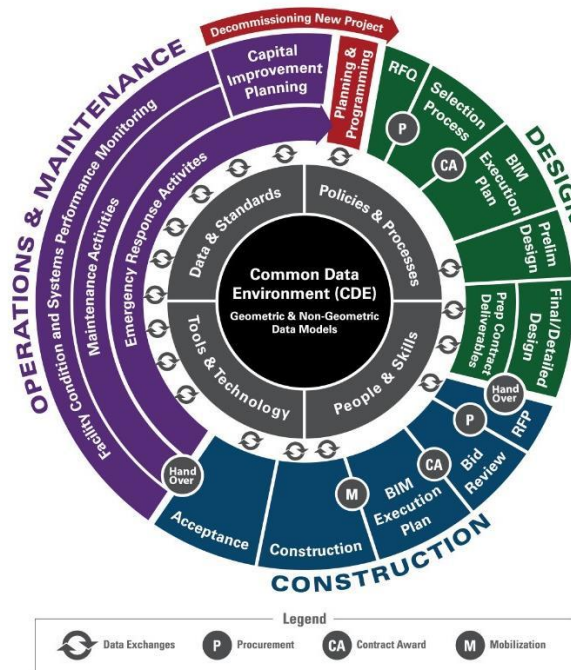 Decommissioning New Project
OPERATIONS & MAINTENANCE
Capital
Improvement
Planning
Planning &
Programming
Facility Condition and Systems Performance Monitoring
Maintenance Activities
Emergency Response Activites
DESIGN
RFQ
P
Selection
Process
CA
BIM
Execution
Plan
Prelim
Design
Final/Detailed
Design
Prep Contract
Deliverables
Hand
Over
RFP
P
Bid
Review
CA
BIM
Execution
Plan
M
Construction
Acceptance
Hand
Over
CONSTRUCTION
Data & Standards
Policies & Processes
Tools & Technology
People & Skills
Common Data
Environment (CDE)
Geometric & Non-Geometric
Data Models
Legend
Data Exchanges
P Procurement
CA Contract Award
M Mobilization